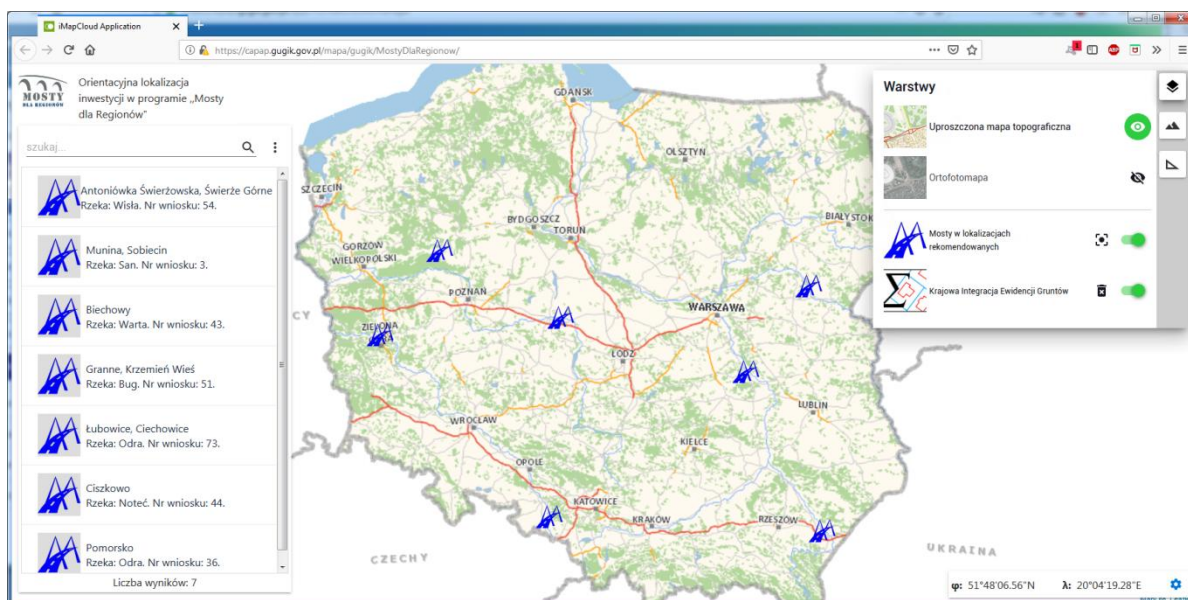 iMapCloud Application
https://capap.gugik.gov.pl/mapa/gugik/MostyDlaRegionow/
MOSTY
DLA REGIONÓW
Orientacyjna lokalizacja
inwestycji w programie „Mosty
dla Regionów"
szukaj...
Antoniówka Świerżowska, Świerże Górne
Rzeka: Wisła. Nr wniosku: 54.
Munina, Sobiecin
Rzeka: San. Nr wniosku: 3.
Biechowy
Rzeka: Warta. Nr wniosku: 43.
Granne, Krzemień Wieś
Rzeka: Bug. Nr wniosku: 51.
Łubowice, Ciechowice
Rzeka: Odra. Nr wniosku: 73.
Ciszkowo
Rzeka: Noteć. Nr wniosku: 44.
Pomorsko
Rzeka: Odra. Nr wniosku: 36.
Liczba wyników: 7
GDAŃSK
OLSZTYN
SZCZECIN
BYDGOSZCZ
BIAŁYSTOK
TORUŃ
GORZÓW
WIELKOPOLSKI
POZNAŃ
WARSZAWA
CY
ZIELONA
ŁÓDŹ
LUBLIN
WROCŁAW
KIELCE
OPOLE
KATOWICE
KRAKÓW
RZESZÓW
CZECHY
UKRAINA
Warstwy
Uproszczona mapa topograficzna
Ortofotomapa
Mosty w lokalizacjach
rekomendowanych
Krajowa Integracja Ewidencji Gruntów
φ: 51°48'06.56"N λ: 20°04'19.28"E